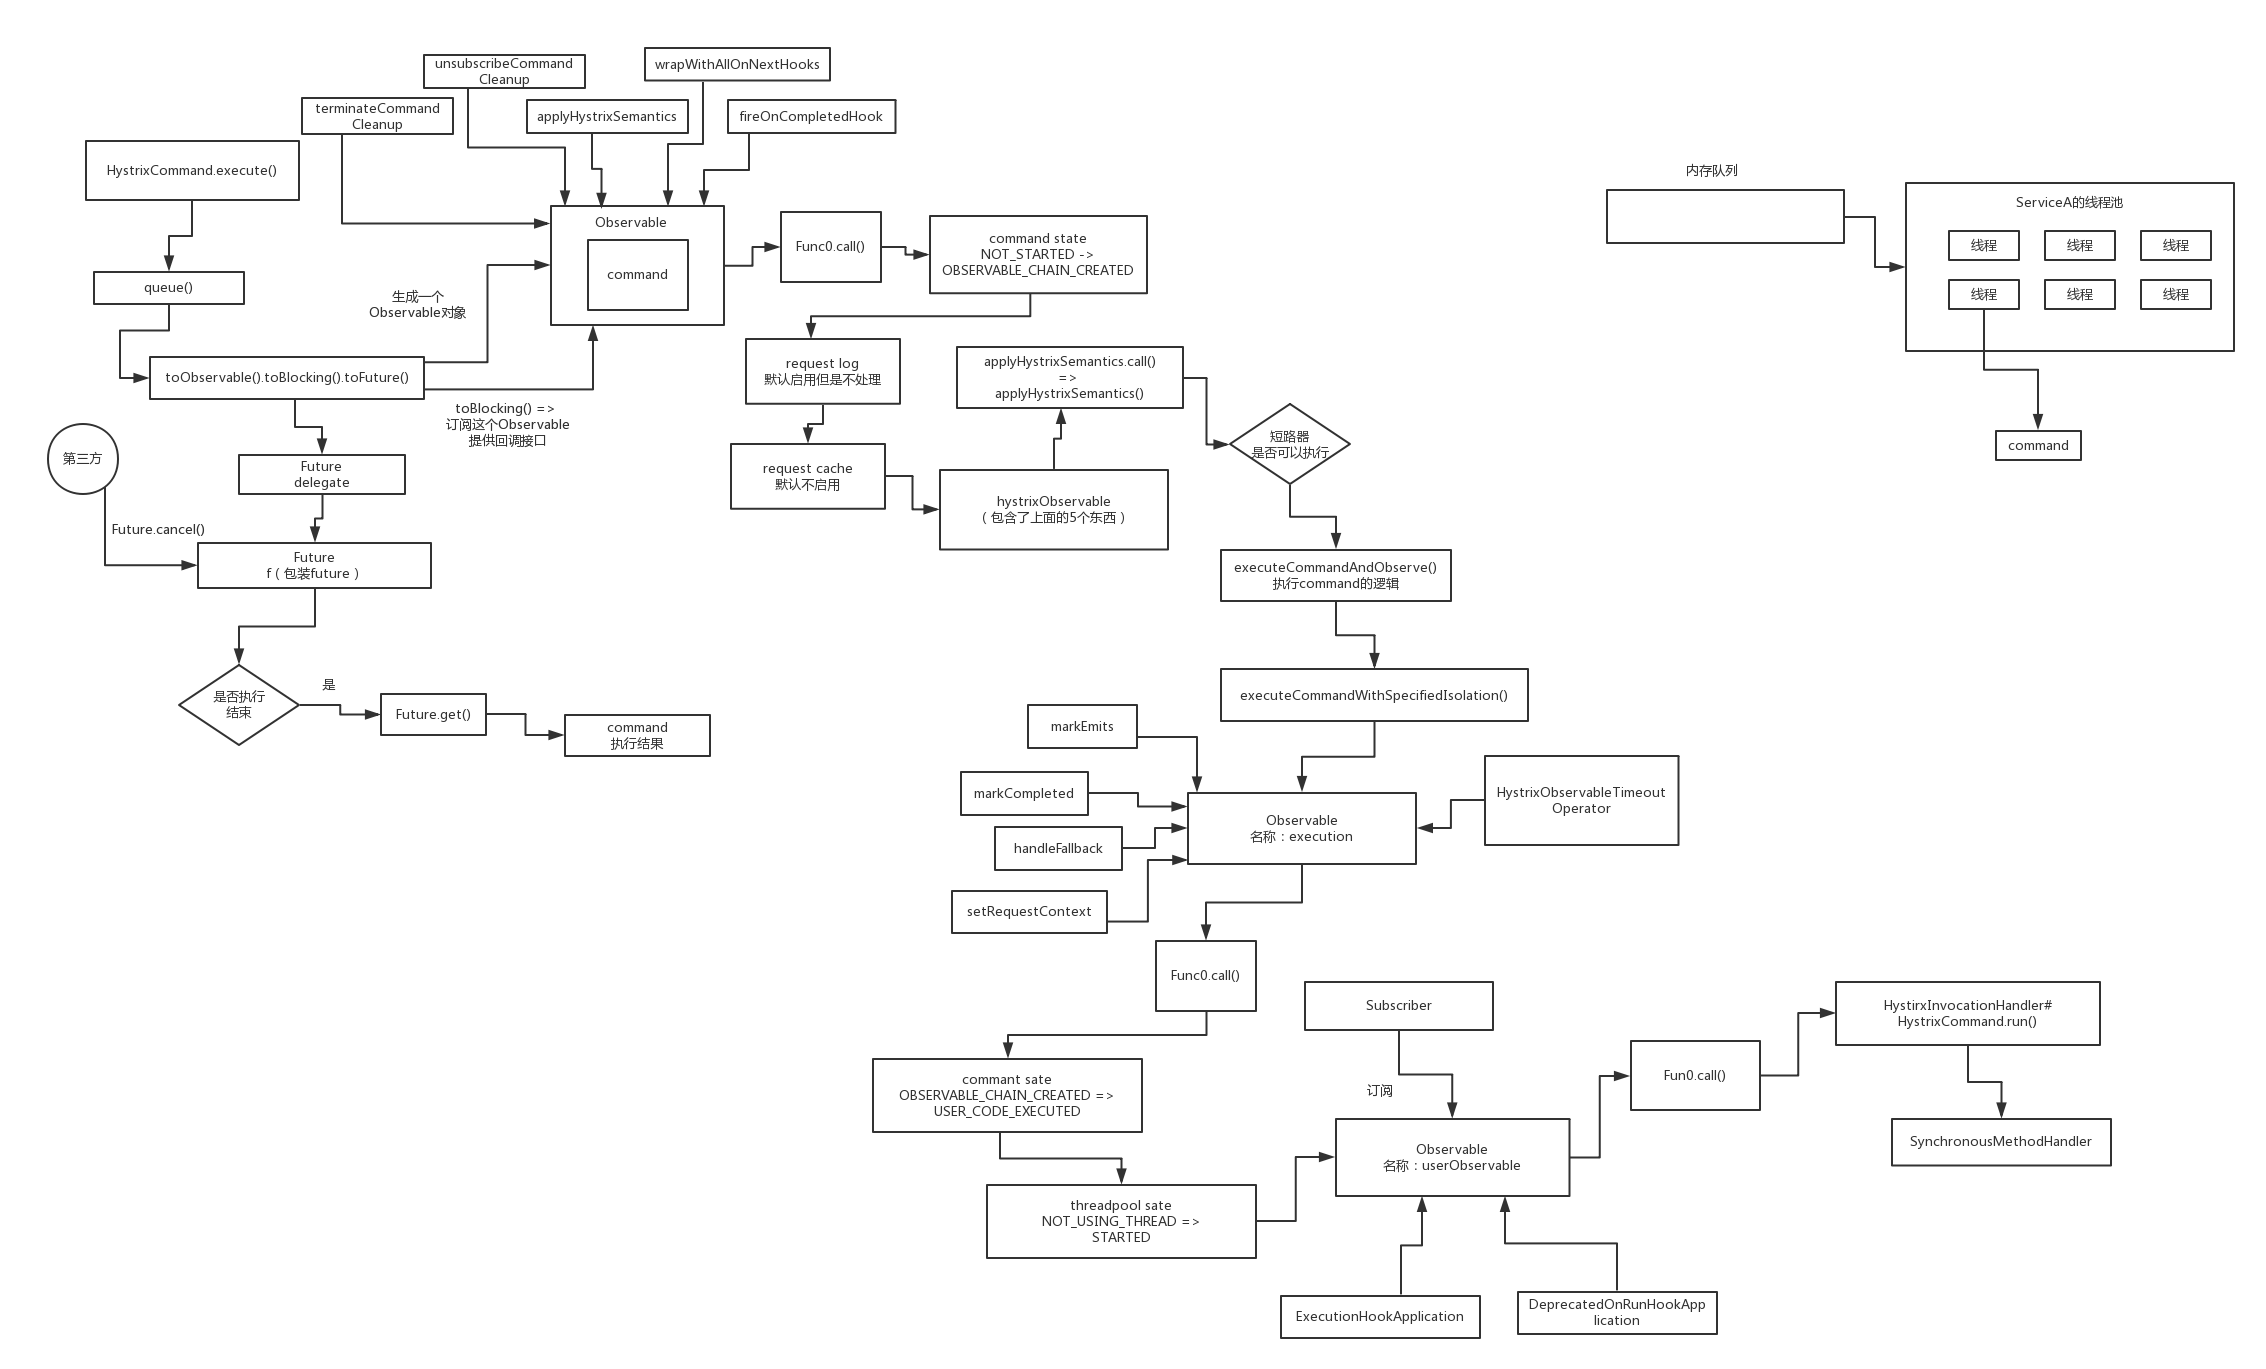 unsubscribeCommand
Cleanup
wrapWithAllOnNextHooks
terminateCommand
Cleanup
applyHystrixSemantics
fireOnCompletedHook
HystrixCommand.execute()
queue()
生成一个
Observable对象
Observable
command
Func0.call()
command state
NOT_STARTED ->
OBSERVABLE_CHAIN_CREATED
toObservable().toBlocking().toFuture()
toBlocking() =>
订阅这个Observable
提供回调接口
request log
默认启用但是不处理
applyHystrixSemantics.call()
=>
applyHystrixSemantics()
request cache
默认不启用
hystrixObservable
（包含了上面的5个东西）
短路器
是否可以执行
第三方
Future
delegate
Future.cancel()
Future
f（包装future）
是否执行
结束
是
Future.get()
command
执行结果
executeCommandAndObserve()
执行command的逻辑
executeCommandWithSpecifiedIsolation()
markEmits
markCompleted
handleFallback
setRequestContext
Observable
名称：execution
HystrixObservableTimeout
Operator
Func0.call()
commant sate
OBSERVABLE_CHAIN_CREATED =>
USER_CODE_EXECUTED
threadpool sate
NOT_USING_THREAD =>
STARTED
Subscriber
订阅
Observable
名称：userObservable
ExecutionHookApplication
DeprecatedOnRunHookApp
lication
Fun0.call()
HystirxInvocationHandler#
HystrixCommand.run()
SynchronousMethodHandler
内存队列
ServiceA的线程池
线程
线程
线程
线程
线程
线程
command